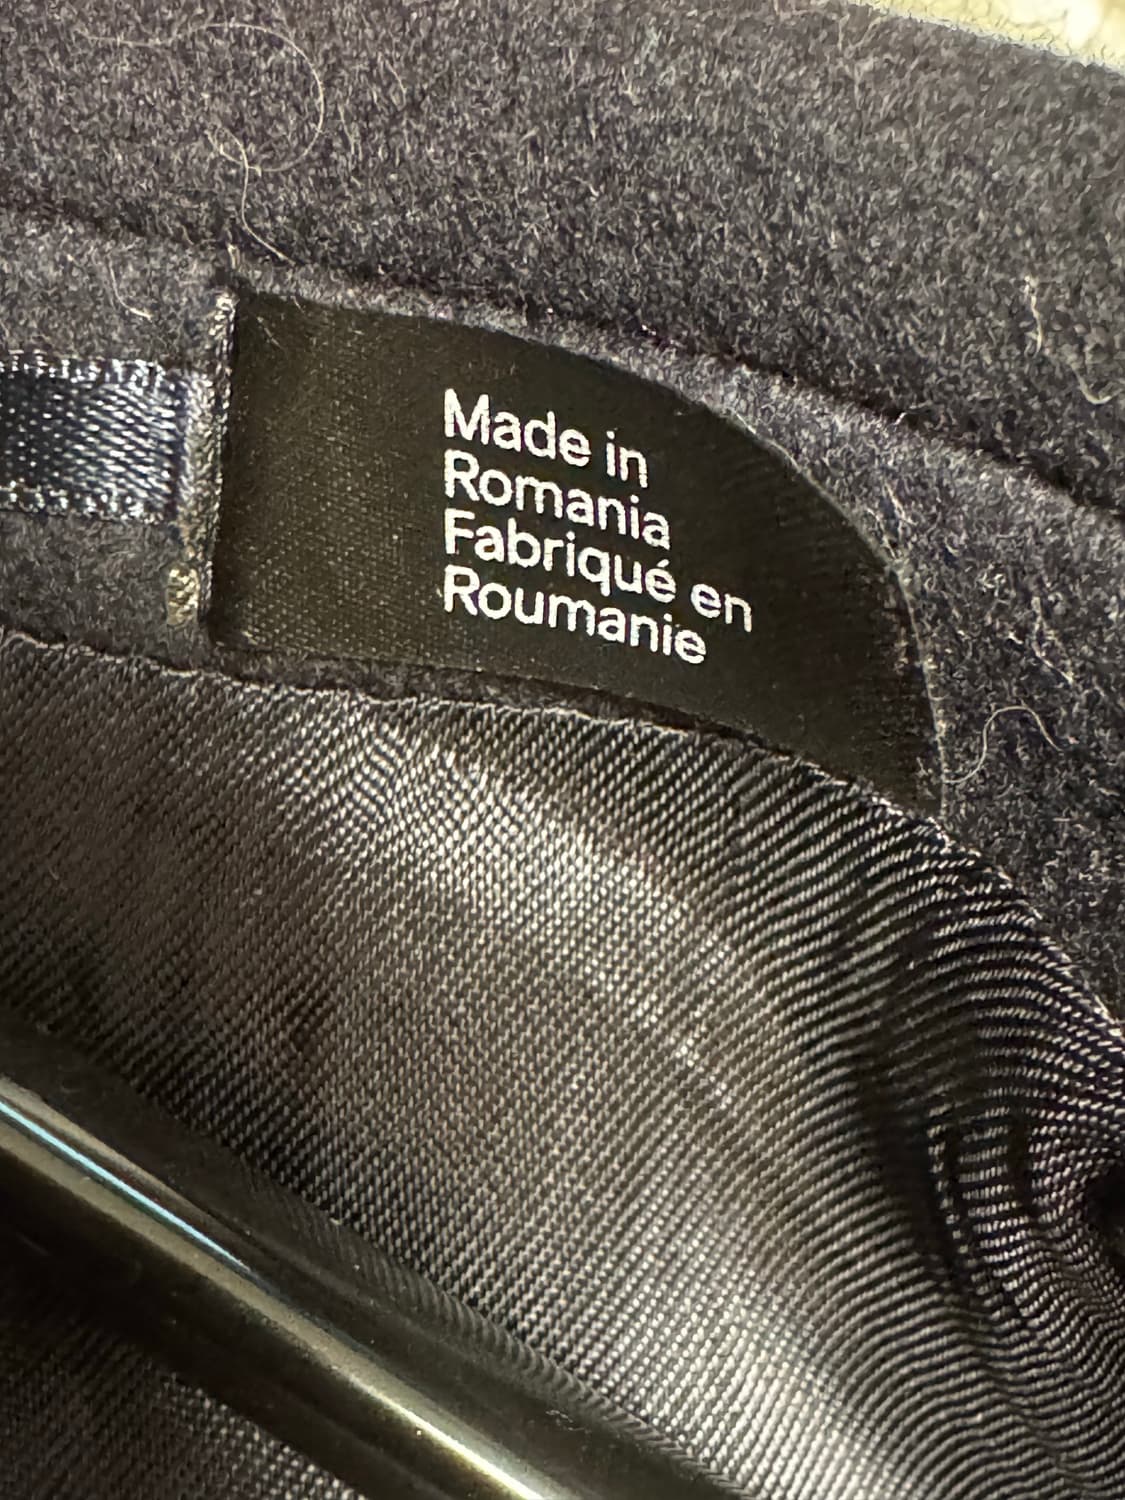 Made in
Romania
Fabriqué en
Roumanie